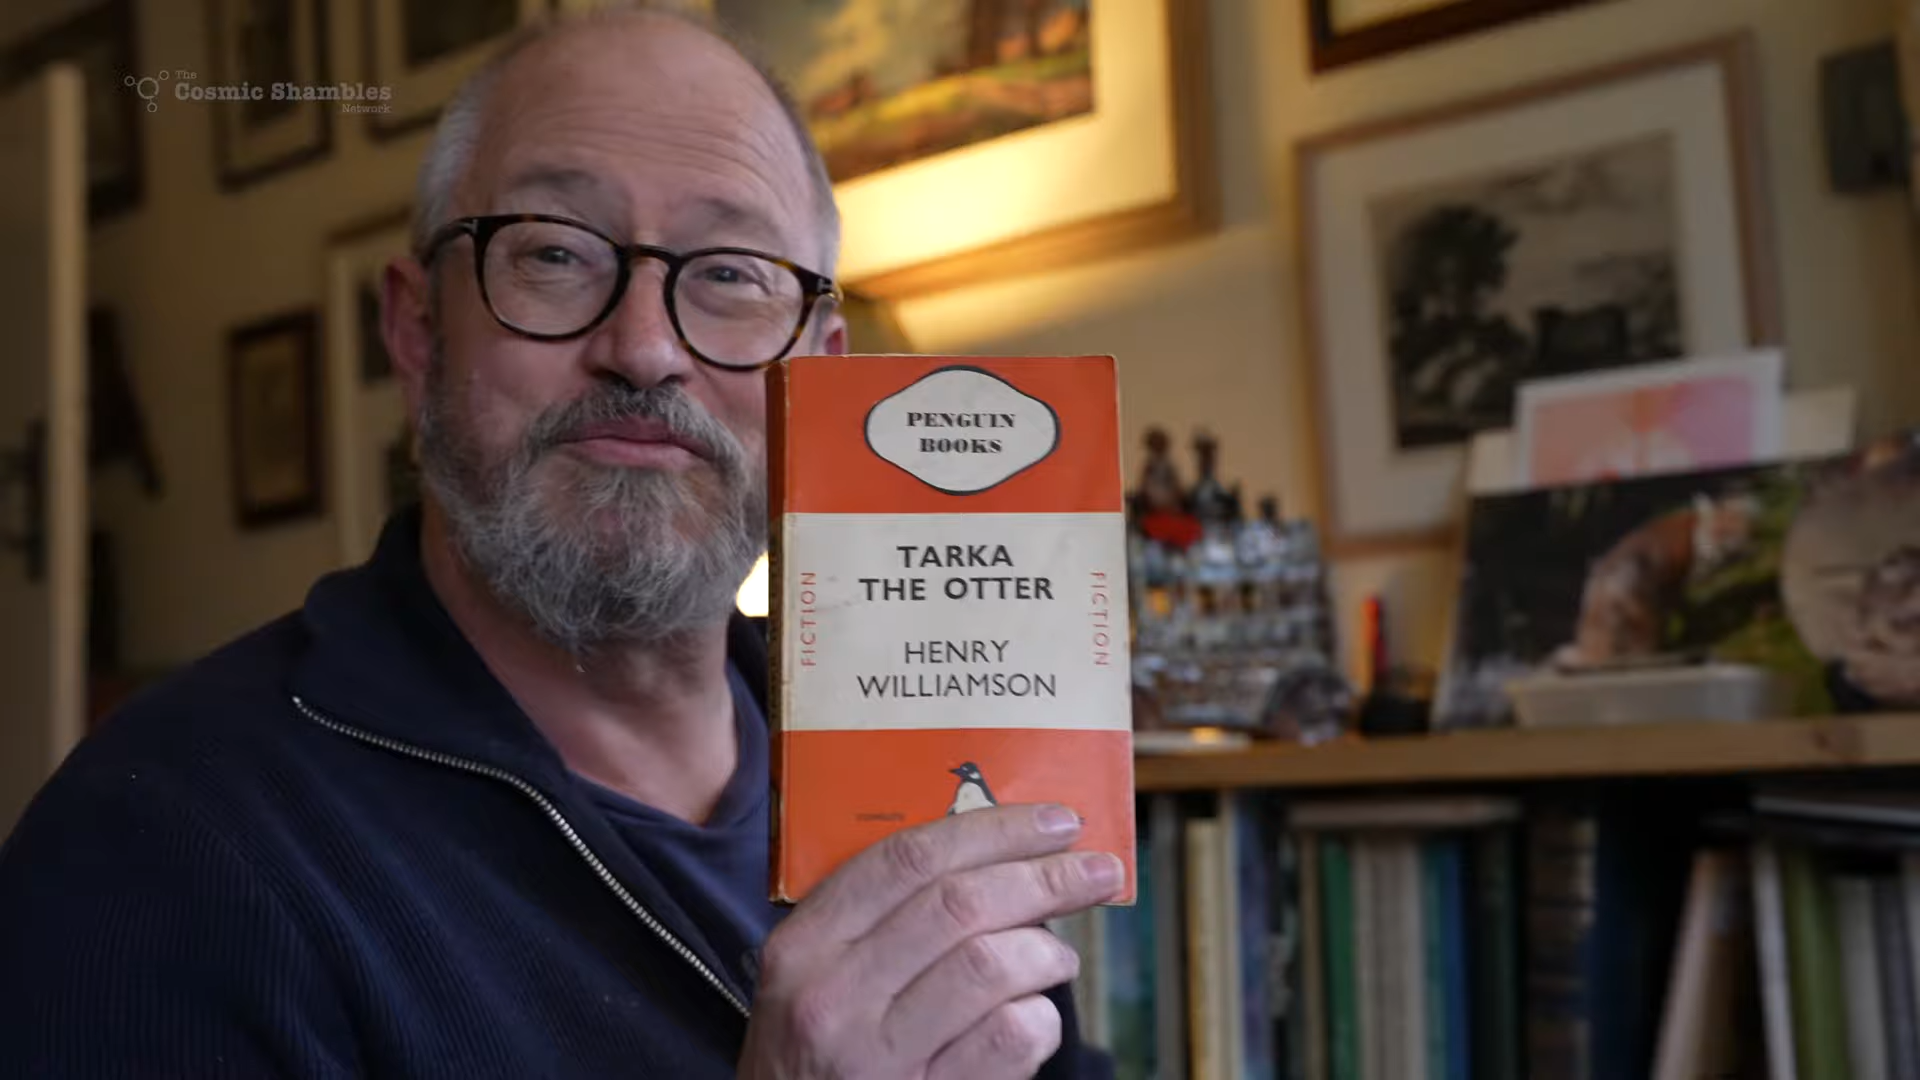 The
Cosmic Shambles
Network
PENGUIN
BOOKS
TARKA
THE OTTER
HENRY
WILLIAMSON
FICTION
FICTION